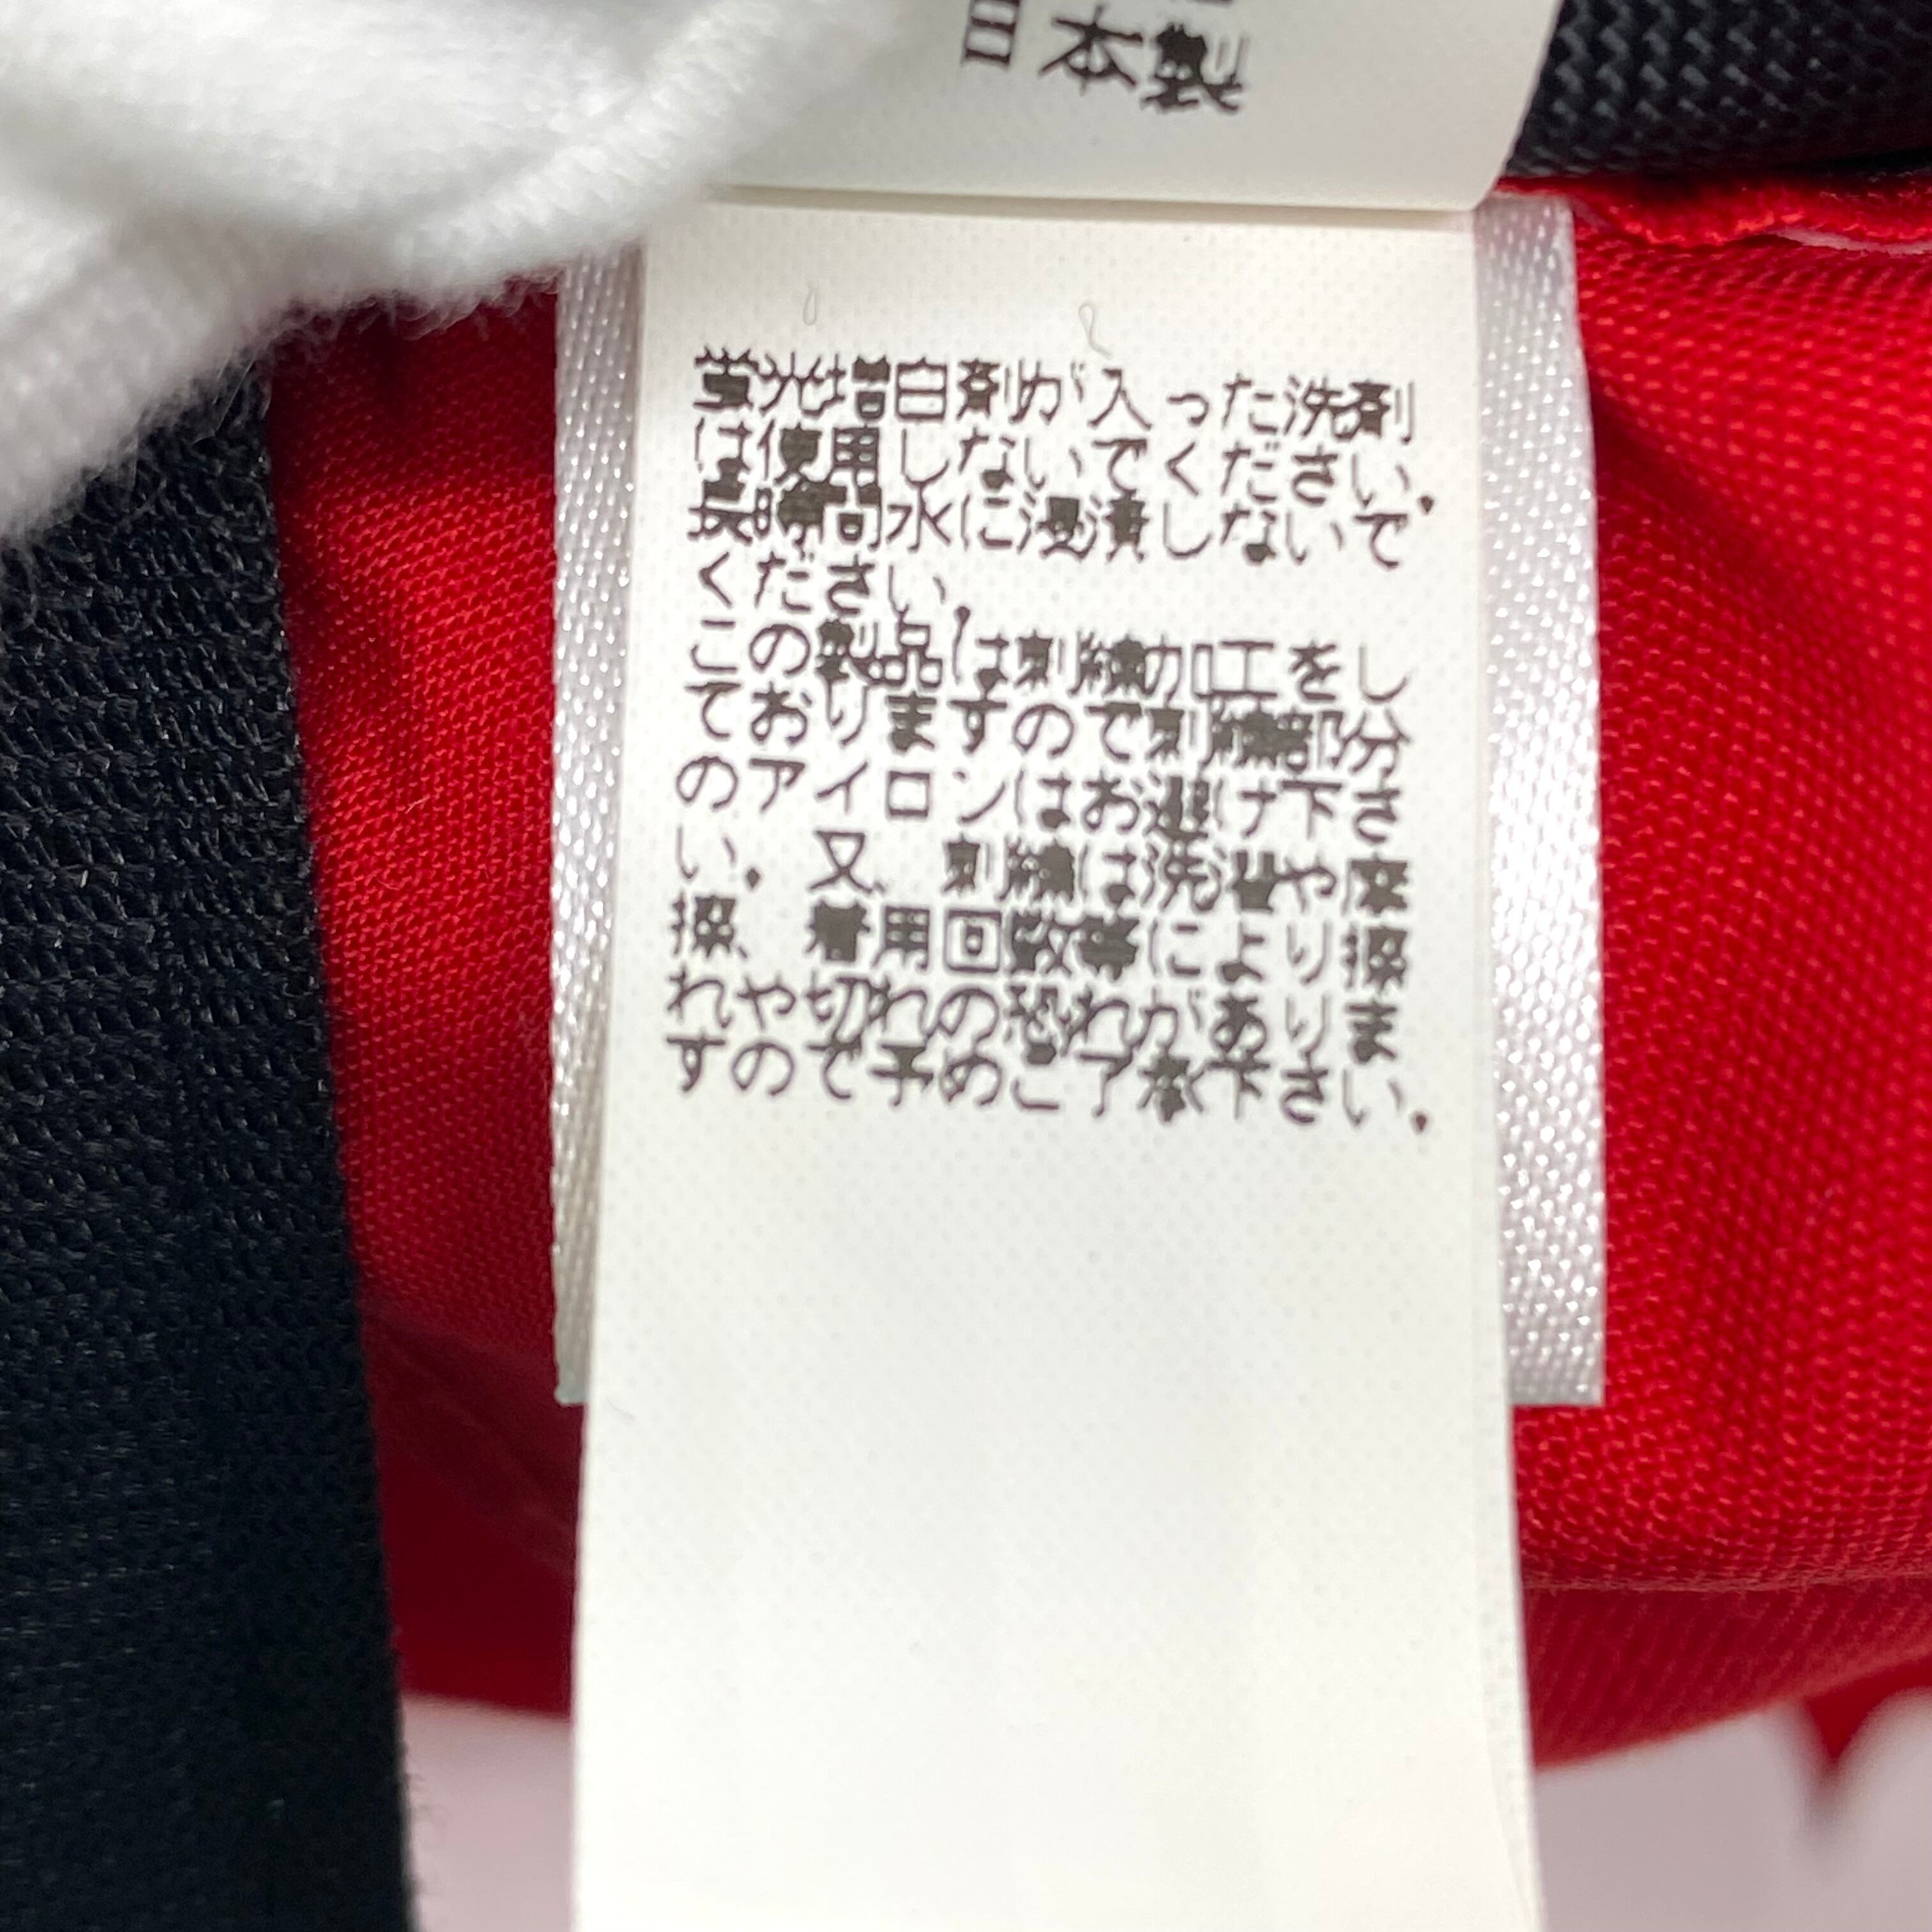 日本製
蛍光増白剤が入った洗剤
は使用しないでください。
長時間水に浸漬しないで
ください。
この製品は刺繍加工をし
ておりますので刺繍部分
のアイロンはお避け下さ
い。又、刺繍は洗濯や摩
擦、着用回数等により擦
れや切れの恐れがありま
すので予めご了承下さい。